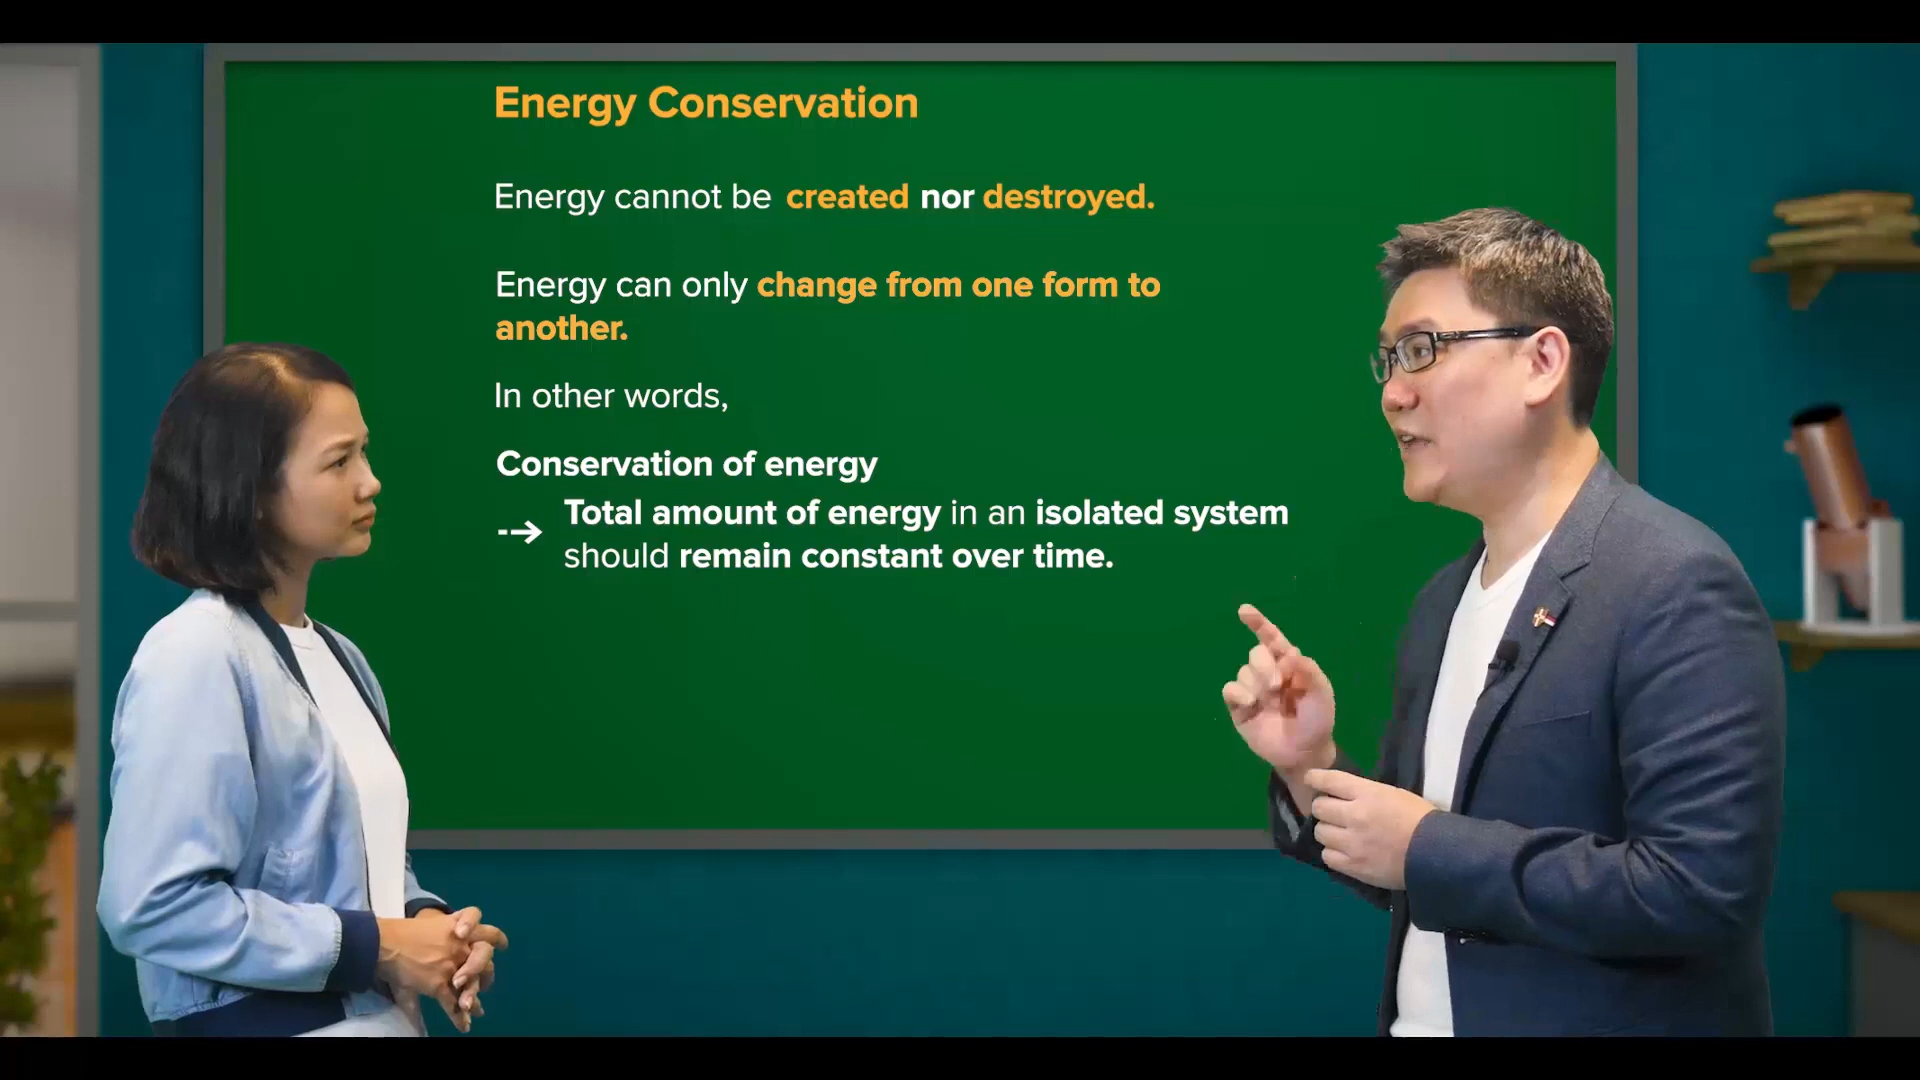 Energy Conservation
Energy cannot be created nor destroyed.
Energy can only change from one form to
another.
In other words,
Conservation of energy
Total amount of energy in an isolated system
should remain constant over time.